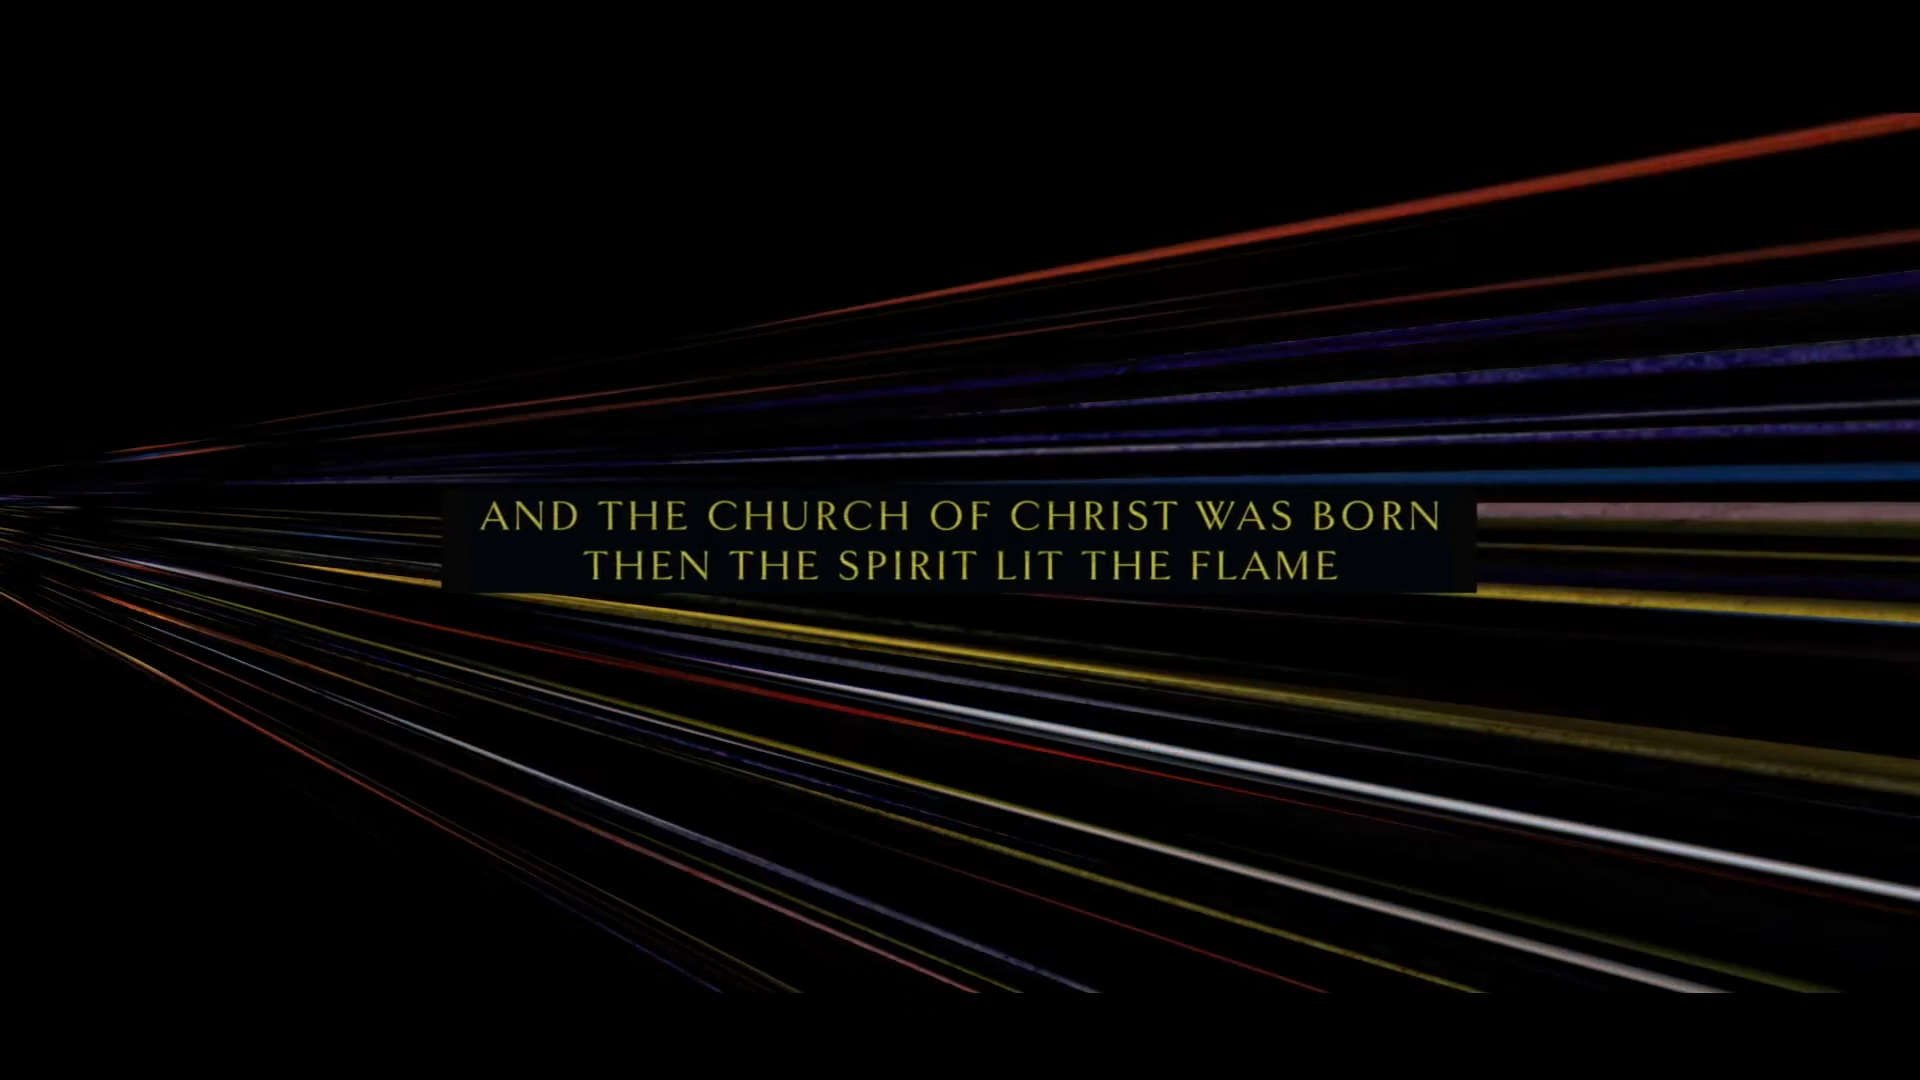 AND THE CHURCH OF CHRIST WAS BORN
THEN THE SPIRIT LIT THE FLAME